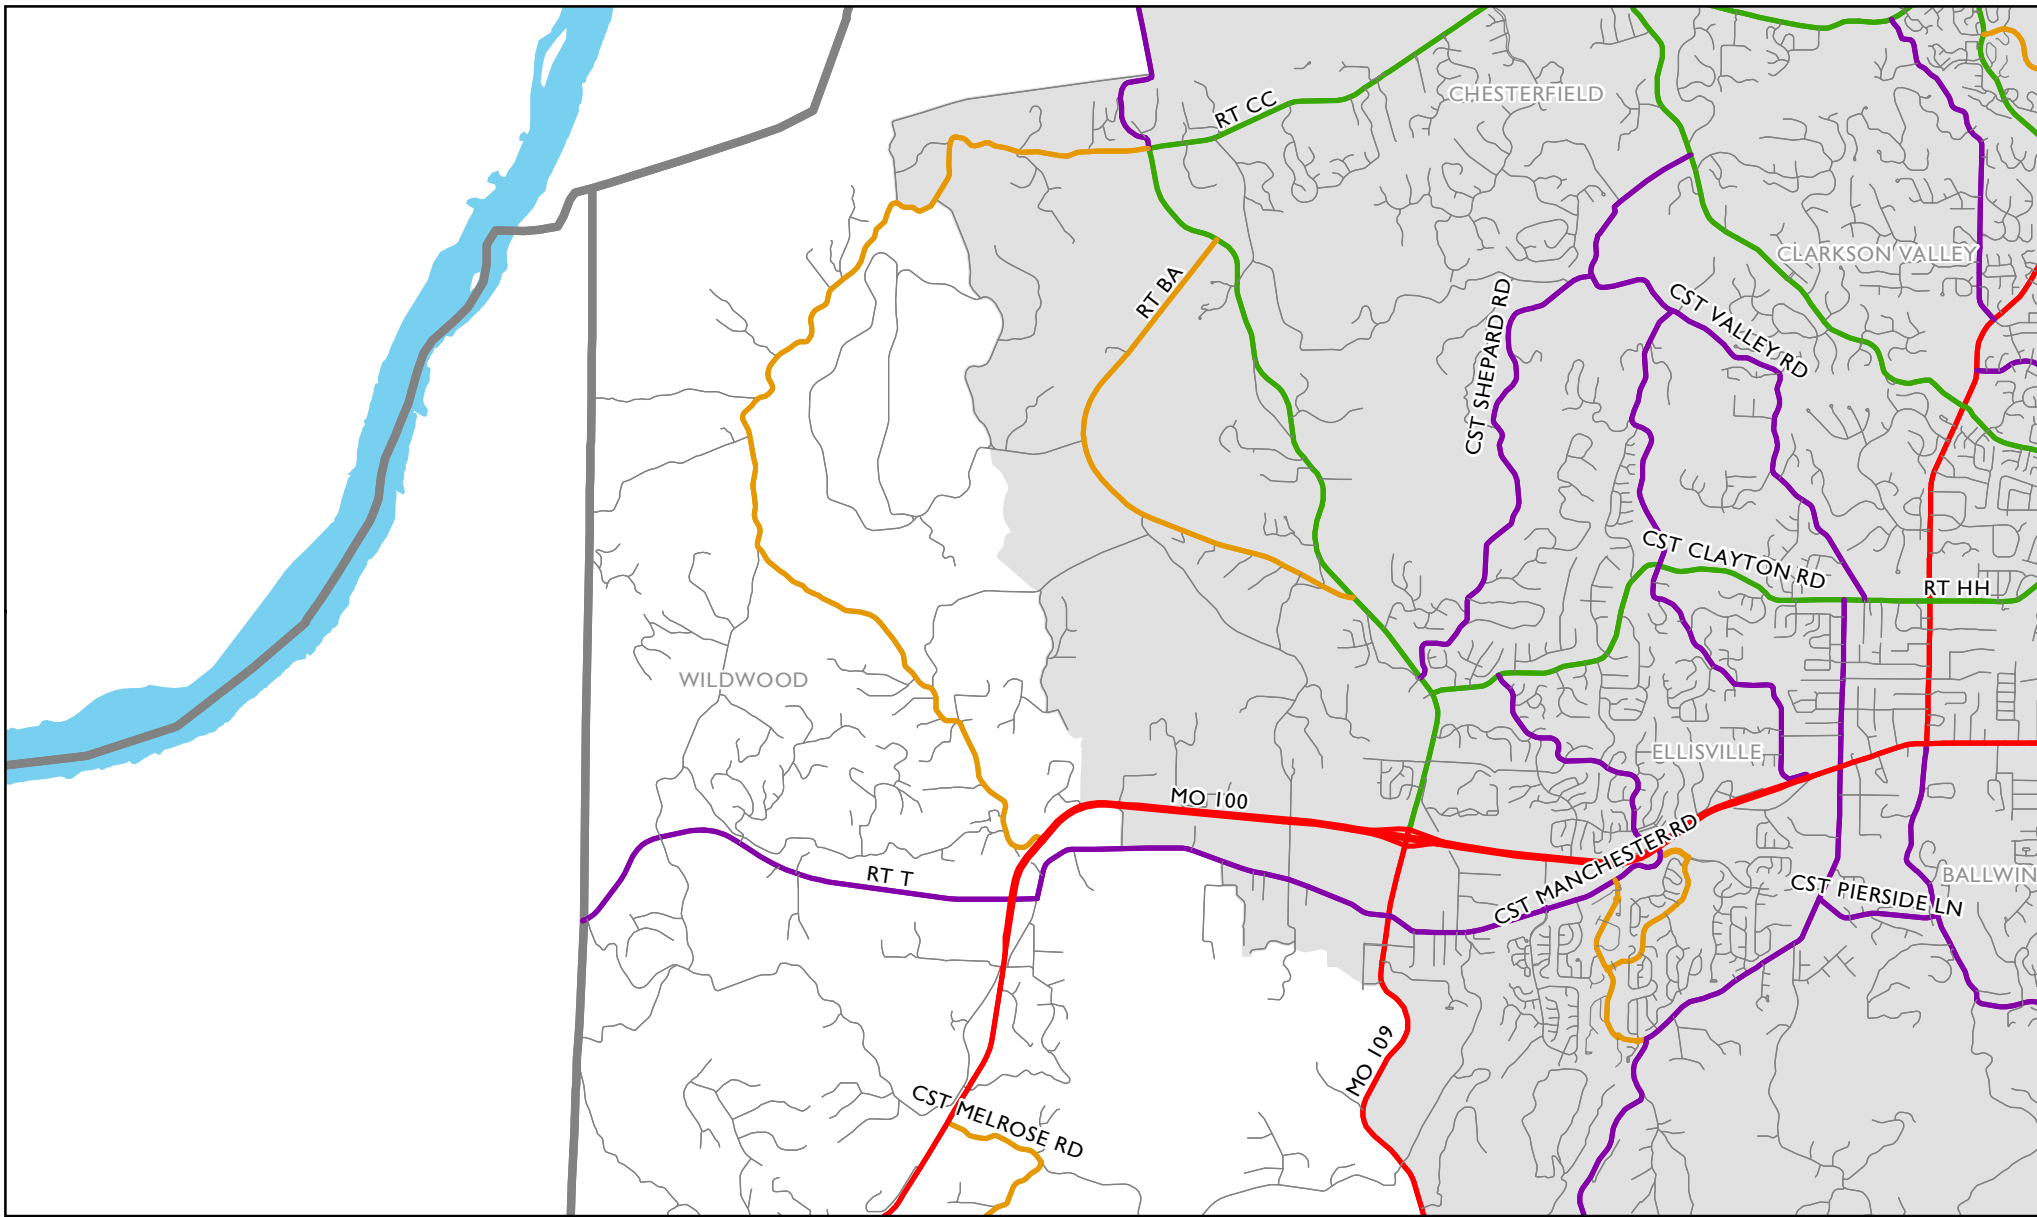 CHESTERFIELD
RT CC
CLARKSON VALLEY
RT BA
CST VALLEY RD
CST SHEPARD RD
CST CLAYTON RD
RT HH
WILDWOOD
ELLISVILLE
MO 100
CST MANCHESTER RD
RT T
BALLWIN
CST PIERSIDE LN
MO 109
CST MELROSE RD